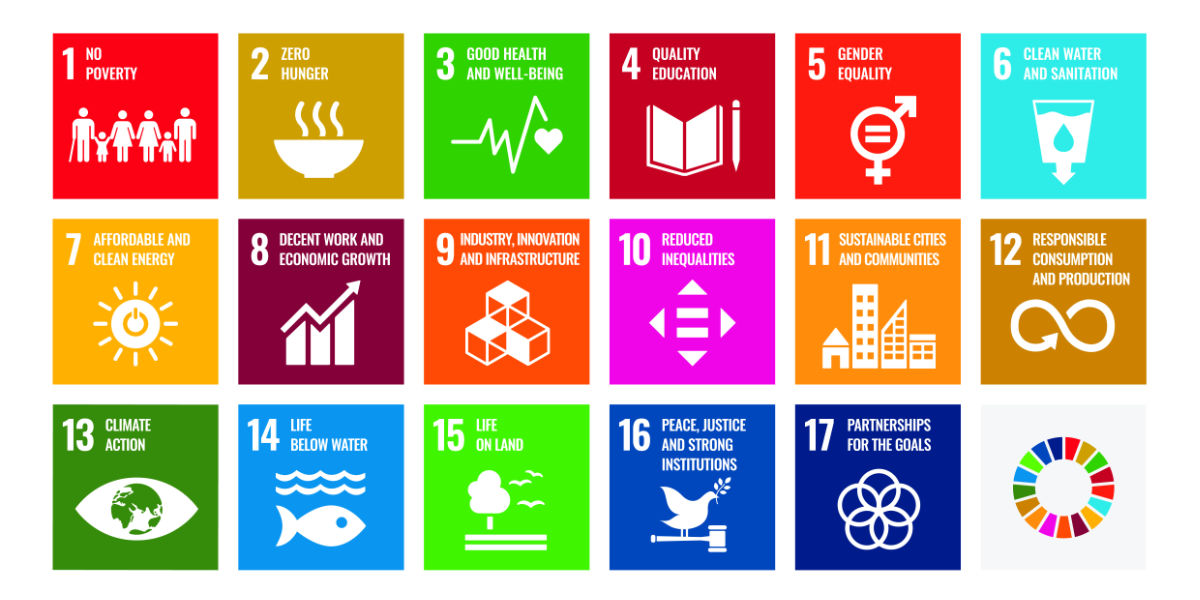 1 NO
POVERTY
2 ZERO
HUNGER
3 GOOD HEALTH
AND WELL-BEING
4 QUALITY
EDUCATION
5 GENDER
EQUALITY
6 CLEAN WATER
AND SANITATION
7 AFFORDABLE AND
CLEAN ENERGY
8 DECENT WORK AND
ECONOMIC GROWTH
9 INDUSTRY, INNOVATION
AND INFRASTRUCTURE
10 REDUCED
INEQUALITIES
11 SUSTAINABLE CITIES
AND COMMUNITIES
12 RESPONSIBLE
CONSUMPTION
AND PRODUCTION
13 CLIMATE
ACTION
14 LIFE
BELOW WATER
15 LIFE
ON LAND
16 PEACE, JUSTICE
AND STRONG
INSTITUTIONS
17 PARTNERSHIPS
FOR THE GOALS